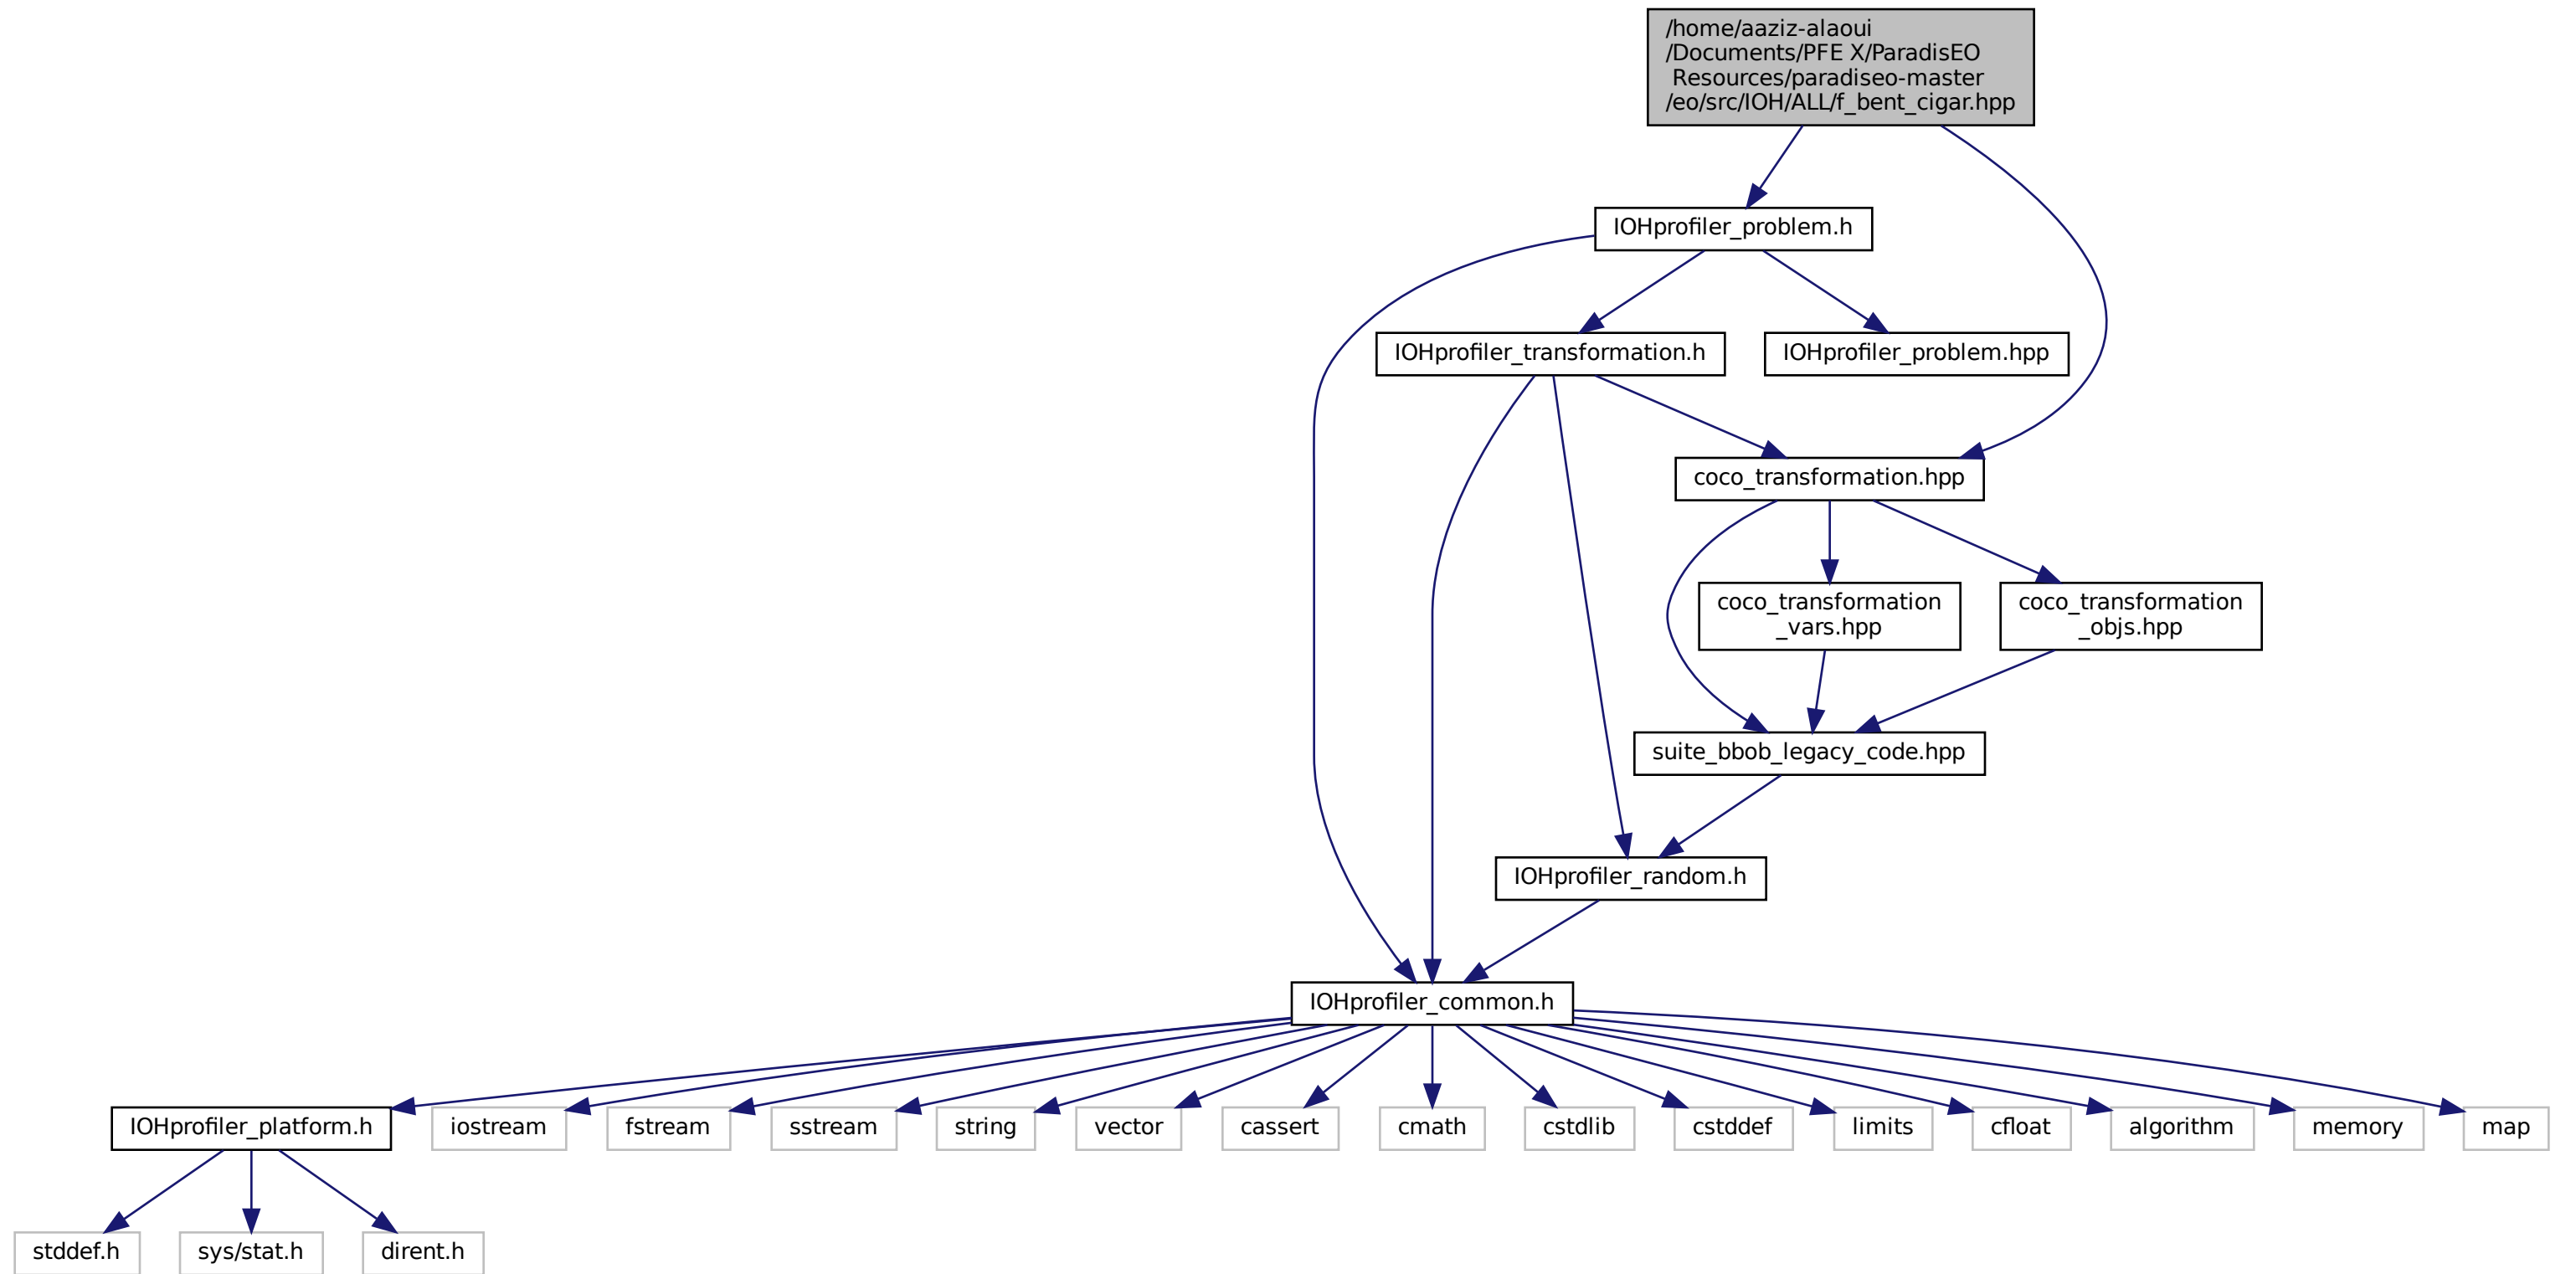 /home/aaziz-alaoui
/Documents/PFE X/ParadisEO
Resources/paradiseo-master
/eo/src/IOH/ALL/f_bent_cigar.hpp
IOHprofiler_problem.h
IOHprofiler_transformation.h
IOHprofiler_problem.hpp
coco_transformation.hpp
coco_transformation
_vars.hpp
coco_transformation
_objs.hpp
suite_bbob_legacy_code.hpp
IOHprofiler_random.h
IOHprofiler_common.h
IOHprofiler_platform.h
iostream
fstream
sstream
string
vector
cassert
cmath
cstdlib
cstddef
limits
cfloat
algorithm
memory
map
stddef.h
sys/stat.h
dirent.h